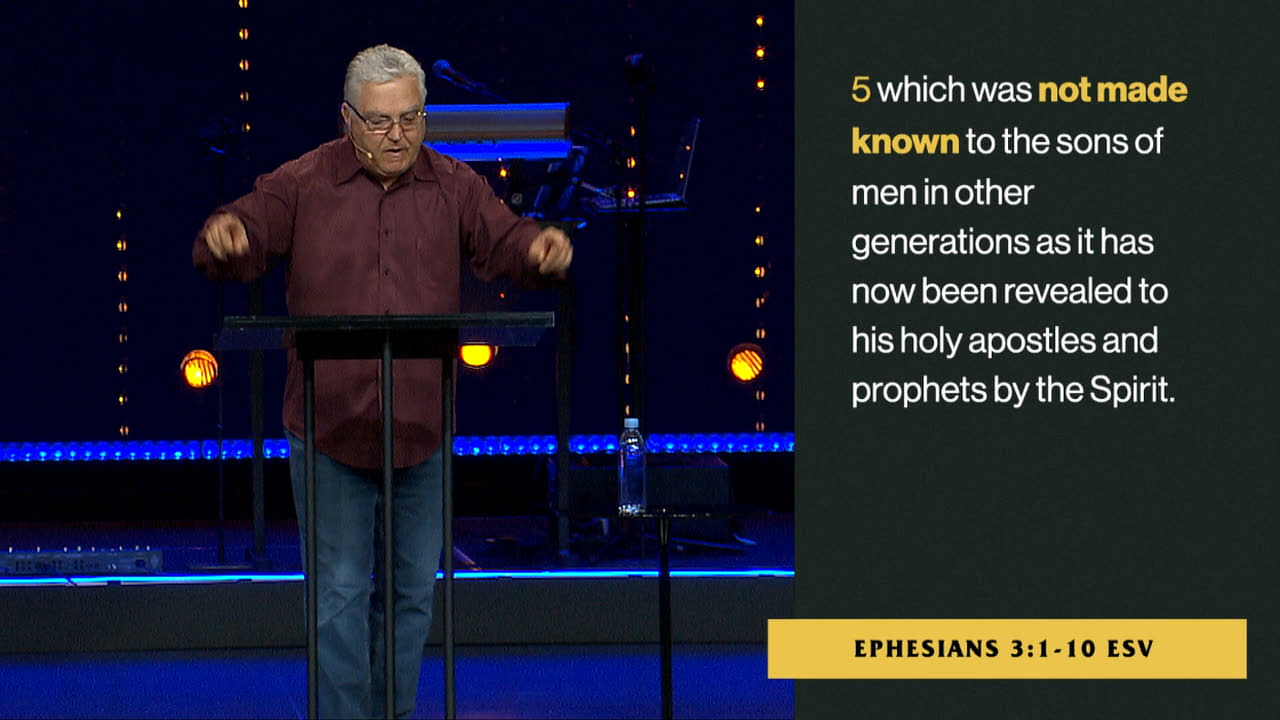 5 which was not made
known to the sons of
men in other
generations as it has
now been revealed to
his holy apostles and
prophets by the Spirit.
EPHESIANS 3:1-10 ESV